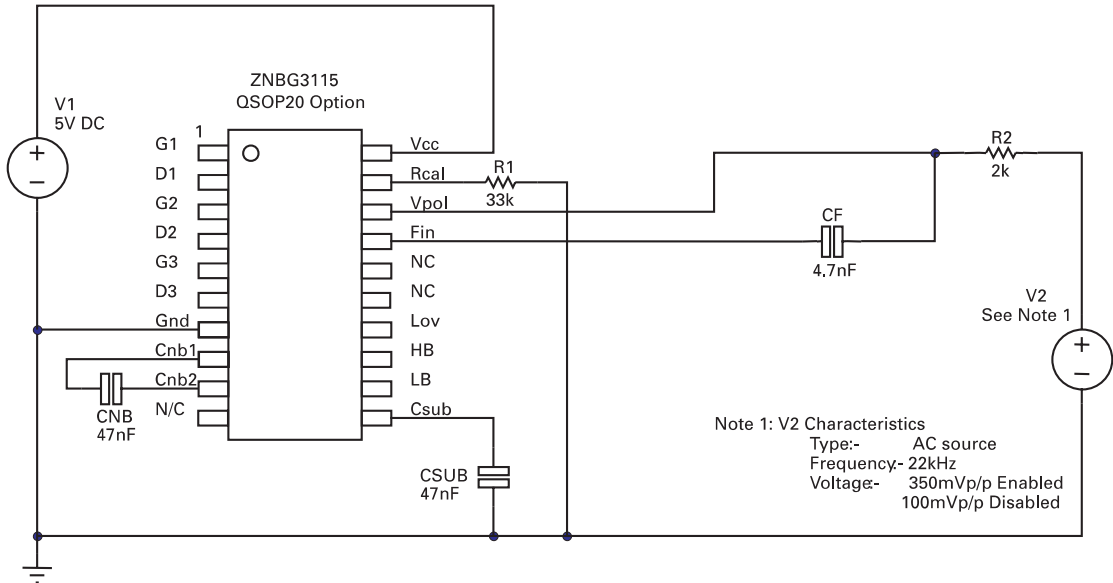 ZNBG3115
QSOP20 Option
V1
5V DC
1
G1
D1
G2
D2
G3
D3
Gnd
Cnb1
Cnb2
N/C
Vcc
Rcal
Vpol
Fin
NC
NC
Lov
HB
LB
Csub
R1
33k
R2
2k
CF
4.7nF
V2
See Note 1
CNB
47nF
CSUB
47nF
Note 1: V2 Characteristics
Type:- AC source
Frequency:- 22kHz
Voltage:- 350mVp/p Enabled
100mVp/p Disabled